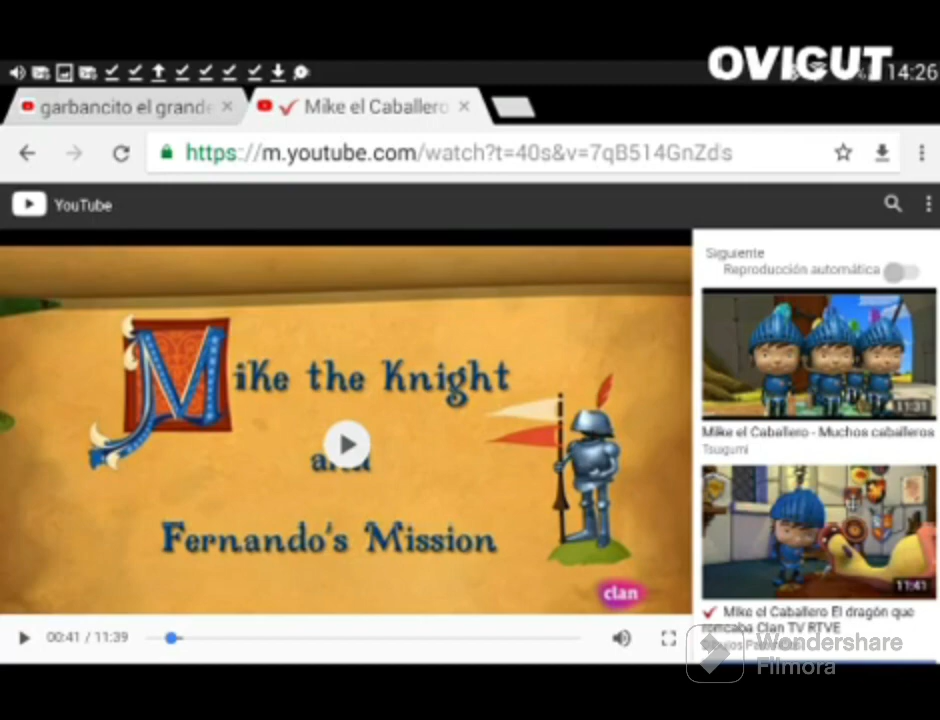 OVICUT
14:26
garbancito el grande
Mike el Caballero
https://m.youtube.com/watch?t=40s&v=7qB514GnZds
YouTube
Siguiente
Reproducción automática
Mike the Knight
and
Fernando's Mission
clan
11:31
Mike el Caballero - Muchos caballeros
Tsugumi
11:41
Mike el Caballero El dragón que
roncaba Clan TV RTVE
00:41 / 11:39
Wondershare
Filmora